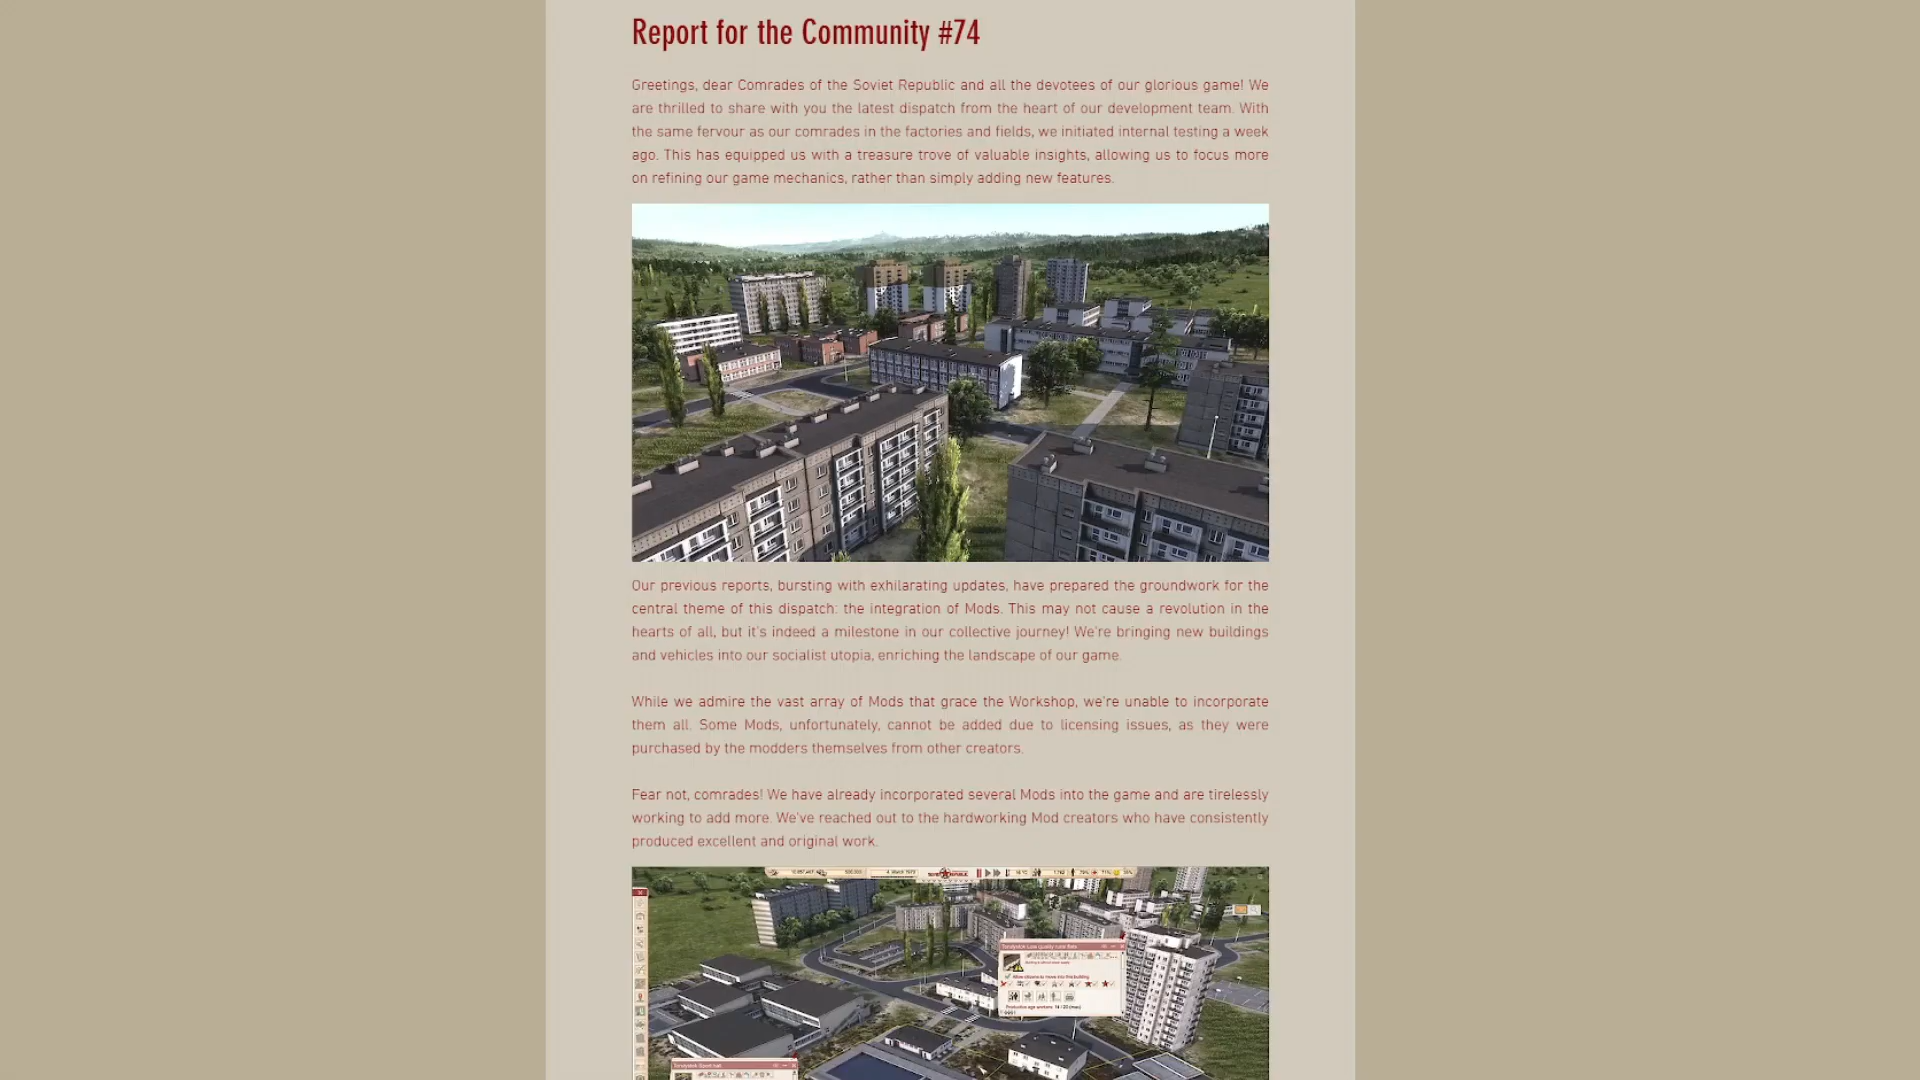 Report for the Community #74
Greetings, dear Comrades of the Soviet Republic and all the devotees of our glorious game! We
are thrilled to share with you the latest dispatch from the heart of our development team. With
the same fervour as our comrades in the factories and fields, we initiated internal testing a week
ago. This has equipped us with a treasure trove of valuable insights, allowing us to focus more
on refining our game mechanics, rather than simply adding new features.
Our previous reports, bursting with exhilarating updates, have prepared the groundwork for the
central theme of this dispatch: the integration of Mods. This may not cause a revolution in the
hearts of all, but it's indeed a milestone in our collective journey! We're bringing new buildings
and vehicles into our socialist utopia, enriching the landscape of our game.
While we admire the vast array of Mods that grace the Workshop, we're unable to incorporate
them all. Some Mods, unfortunately, cannot be added due to licensing issues, as they were
purchased by the modders themselves from other creators.
Fear not, comrades! We have already incorporated several Mods into the game and are tirelessly
working to add more. We've reached out to the hardworking Mod creators who have consistently
produced excellent and original work.
Allow citizens to move into this building